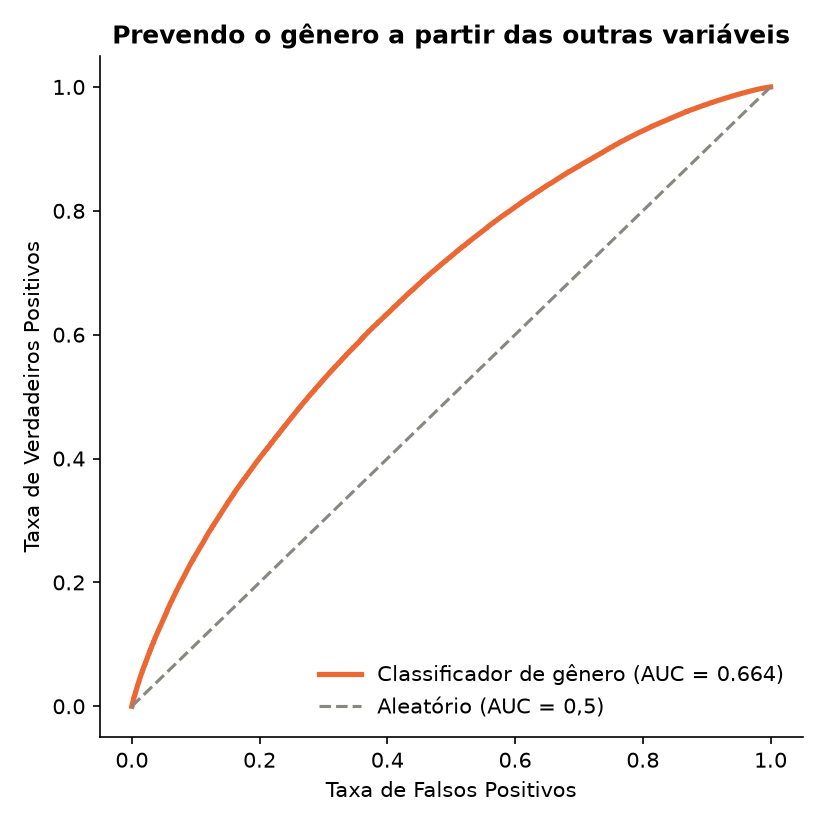 Prevendo o gênero a partir das outras variáveis
Taxa de Verdadeiros Positivos
1.0
0.8
0.6
0.4
0.2
0.0
Classificador de gênero (AUC = 0.664)
Aleatório (AUC = 0,5)
0.0 0.2 0.4 0.6 0.8 1.0
Taxa de Falsos Positivos